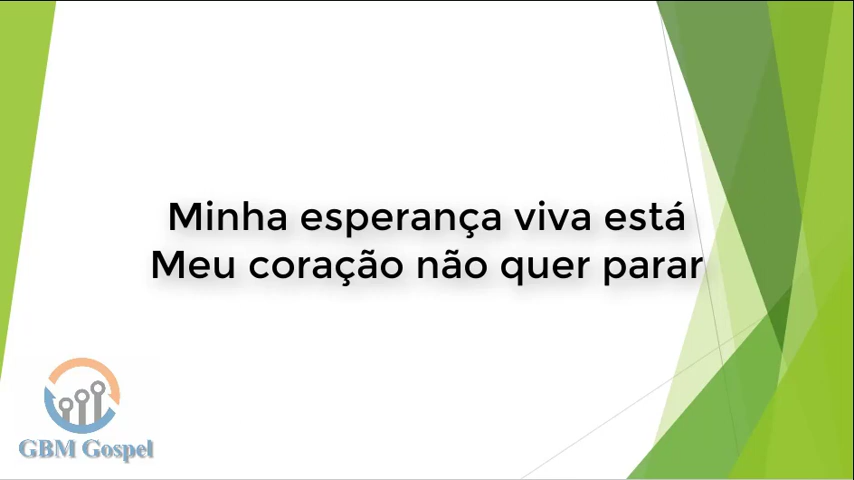 Minha esperança viva está
Meu coração não quer parar
GBM Gospel